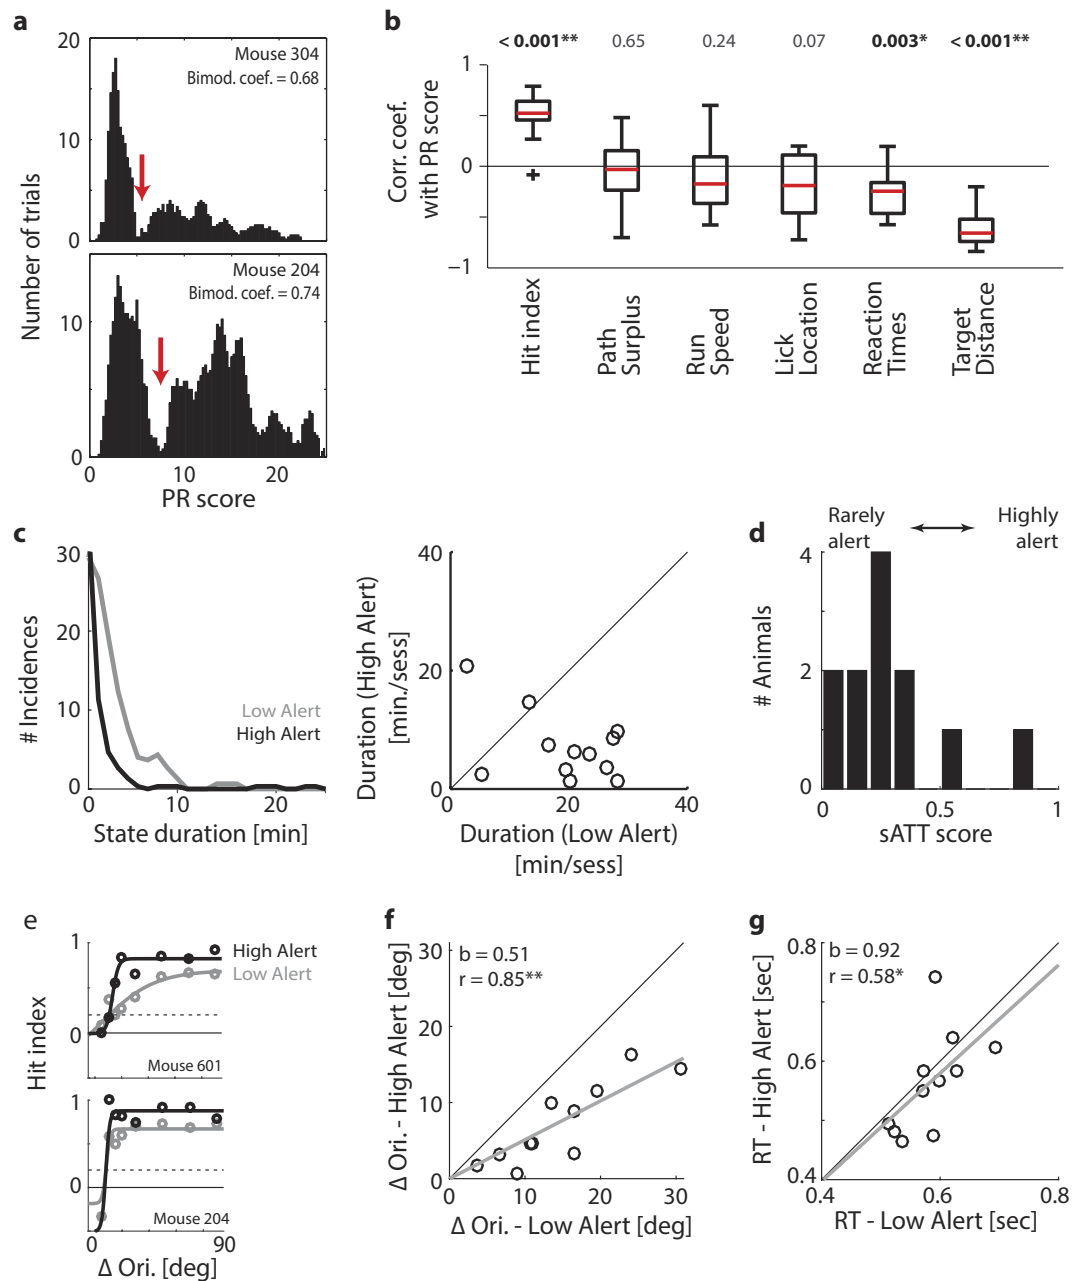 a
20
10
0
Mouse 304
Bimod. coef. = 0.68
Number of trials
10
0
Mouse 204
Bimod. coef. = 0.74
0
10
20
PR score
b
< 0.001**
0.65
0.24
0.07
0.003*
< 0.001**
1
0
−1
Corr. coef.
with PR score
Hit index
Path
Surplus
Run
Speed
Lick
Location
Reaction
Times
Target
Distance
c
30
20
10
0
# Incidences
Low Alert
High Alert
0
10
20
State duration [min]
40
20
0
Duration (High Alert)
[min./sess]
0
20
40
Duration (Low Alert)
[min/sess]
d
Rarely
alert
Highly
alert
4
2
0
# Animals
0
0.5
1
sATT score
e
1
0
High Alert
Low Alert
Mouse 601
Hit index
1
0
Mouse 204
0
90
Δ Ori. [deg]
f
b = 0.51
r = 0.85**
30
20
10
0
Δ Ori. - High Alert [deg]
0
10
20
30
Δ Ori. - Low Alert [deg]
g
b = 0.92
r = 0.58*
0.8
0.6
0.4
RT - High Alert [sec]
0.4
0.6
0.8
RT - Low Alert [sec]